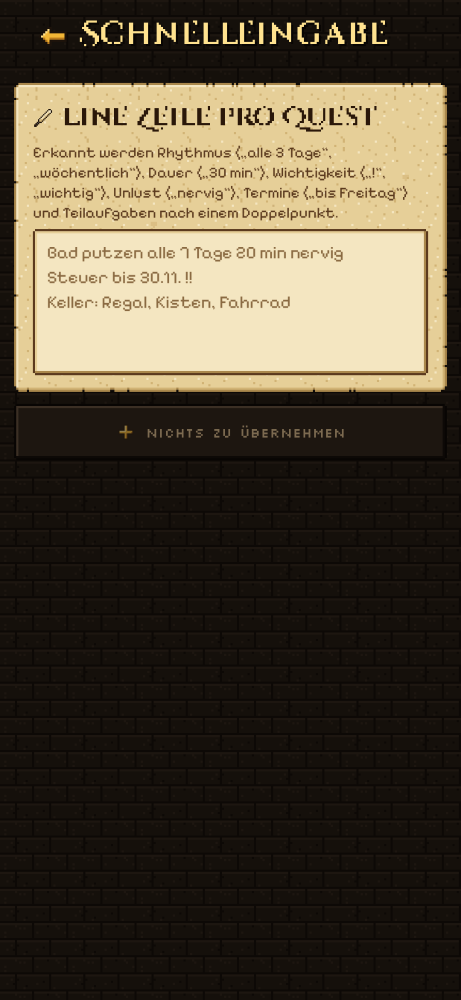 SCHNELLEINGABE
EINE ZEILE PRO QUEST
Erkannt werden Rhythmus („alle 3 Tage“,
„wöchentlich“), Dauer („30 min“), Wichtigkeit („!“,
„wichtig“), Unlust („nervig“), Termine („bis Freitag“)
und Teilaufgaben nach einem Doppelpunkt.
Bad putzen alle 7 Tage 20 min nervig
Steuer bis 30.11. !!
Keller: Regal, Kisten, Fahrrad
+ NICHTS ZU ÜBERNEHMEN